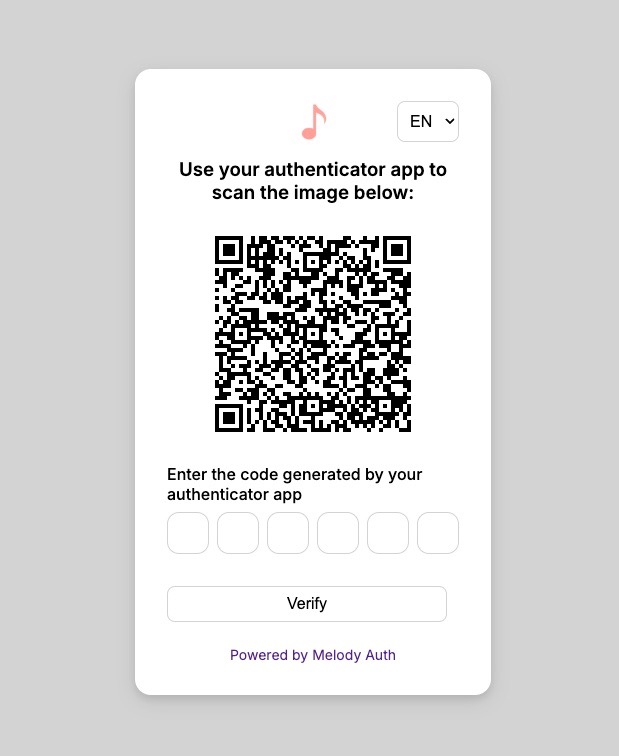 EN
Use your authenticator app to
scan the image below:
Enter the code generated by your
authenticator app
Verify
Powered by Melody Auth